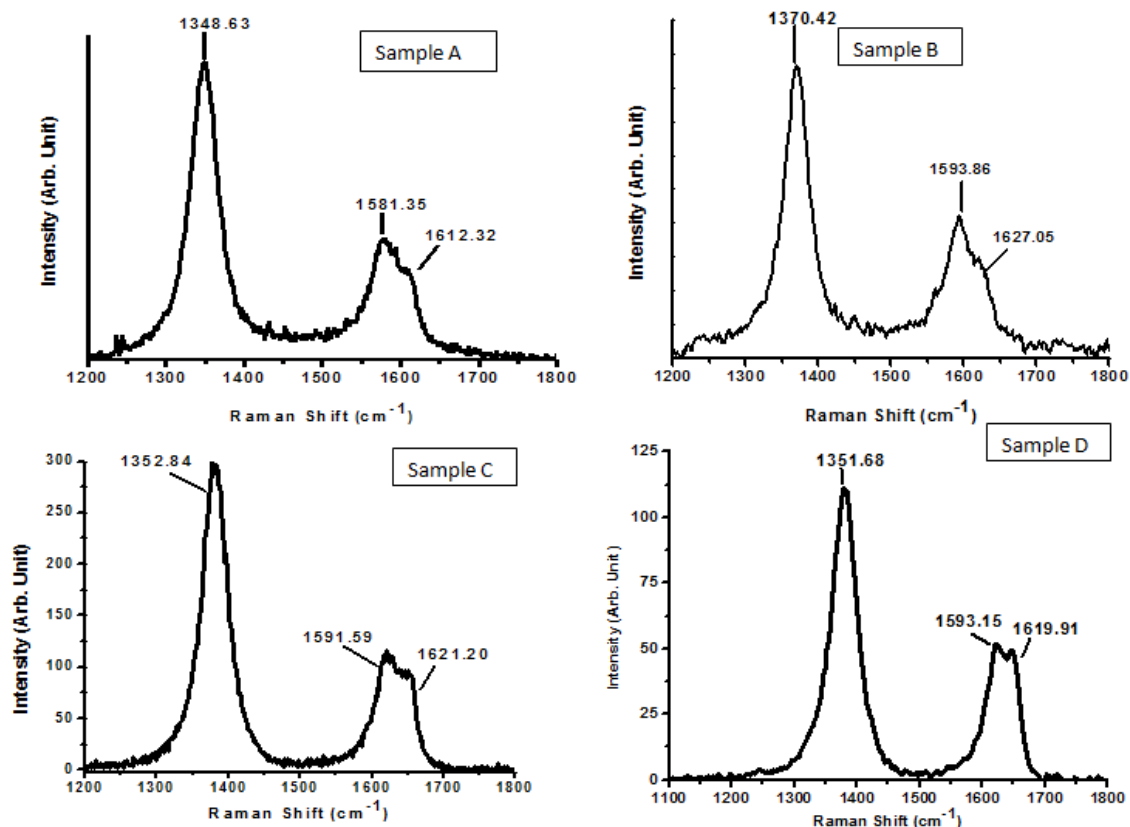 1348.63
Sample A
1581.35
1612.32
Intensity (Arb. Unit)
1200 1300 1400 1500 1600 1700 1800
Raman Shift (cm⁻¹)
1370.42
Sample B
1593.86
1627.05
Intensity (Arb. Unit)
1200 1300 1400 1500 1600 1700 1800
Raman Shift (cm⁻¹)
1352.84
Sample C
1591.59
1621.20
Intensity (Arb. Unit)
300
250
200
150
100
50
0
1200 1300 1400 1500 1600 1700 1800
Raman Shift (cm⁻¹)
1351.68
Sample D
1593.15
1619.91
Intensity (Arb. Unit)
125
100
75
50
25
0
1100 1200 1300 1400 1500 1600 1700 1800
Raman Shift (cm⁻¹)